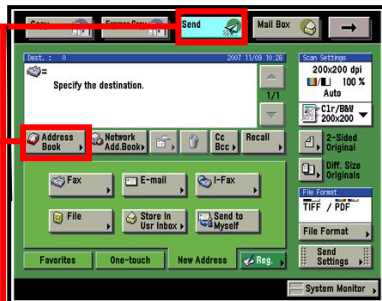 Copy Express Copy Send Mail Box
Dest. : 0 2007 11/09 10:26
Specify the destination.
1/1
Address Book
Network Add.Book
Cc Bcc
Recall
Fax E-mail I-Fax
File Store In Usr Inbox Send to Myself
Favorites One-touch New Address Reg.
Scan Settings
200x200 dpi
100 %
Auto
Clr/B&W
200x200
2-Sided
Original
Diff. Size
Originals
File Format
TIFF / PDF
File Format
Send
Settings
System Monitor